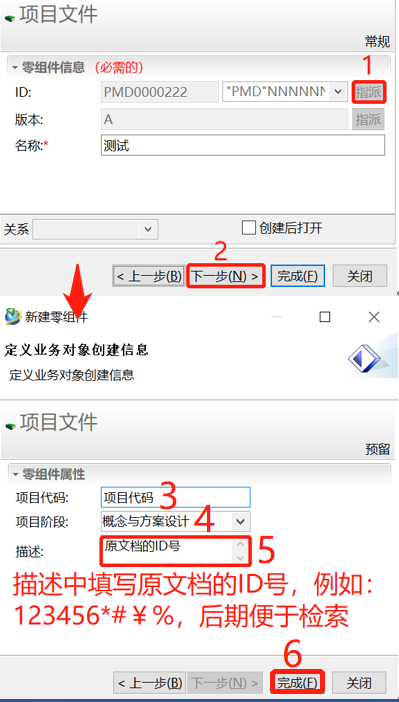 项目文件
常规
零组件信息 (必需的) 1
ID: PMD0000222 "PMD"NNNNNN 指派
版本: A 指派
名称:* 测试
关系 创建后打开
2
< 上一步(B) 下一步(N) > 完成(F) 关闭
新建零组件
定义业务对象创建信息
定义业务对象创建信息
项目文件
预留
零组件属性
项目代码: 项目代码 3
项目阶段: 概念与方案设计 4
描述: 原文档的ID号 5
描述中填写原文档的ID号，例如：
123456*#￥%，后期便于检索
6
< 上一步(B) 下一步(N) > 完成(F) 关闭